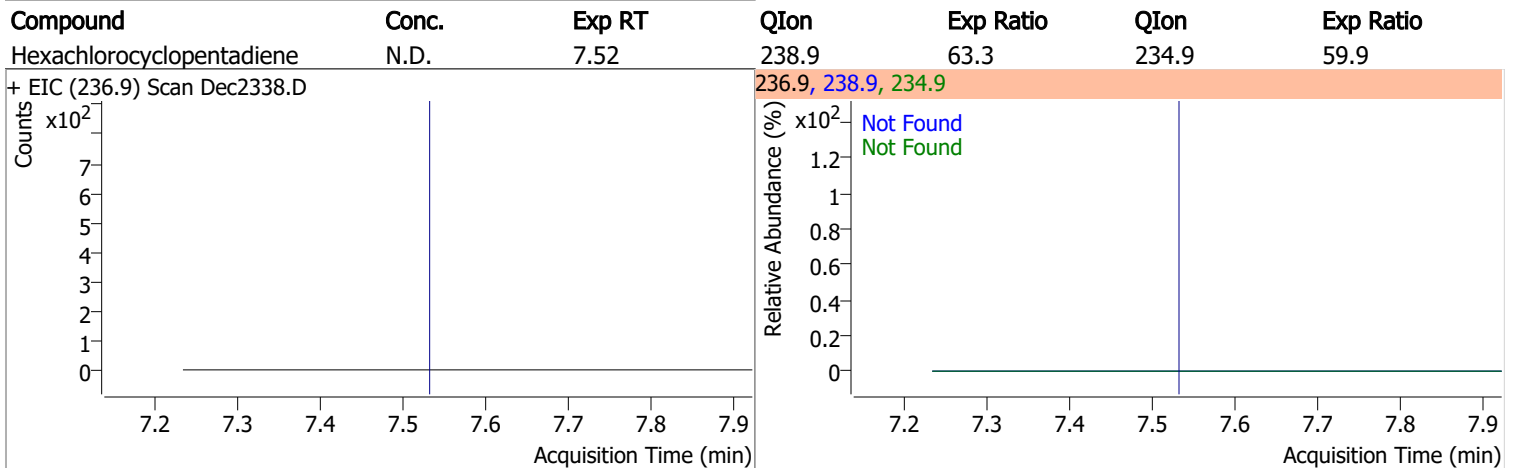 Compound Conc. Exp RT QIon Exp Ratio QIon Exp Ratio
Hexachlorocyclopentadiene N.D. 7.52 238.9 63.3 234.9 59.9
+ EIC (236.9) Scan Dec2338.D
Counts
x10²
7
6
5
4
3
2
1
0
7.2 7.3 7.4 7.5 7.6 7.7 7.8 7.9
Acquisition Time (min)
236.9, 238.9, 234.9
Relative Abundance (%)
x10²
Not Found
Not Found
1.2
1
0.8
0.6
0.4
0.2
0
7.2 7.3 7.4 7.5 7.6 7.7 7.8 7.9
Acquisition Time (min)